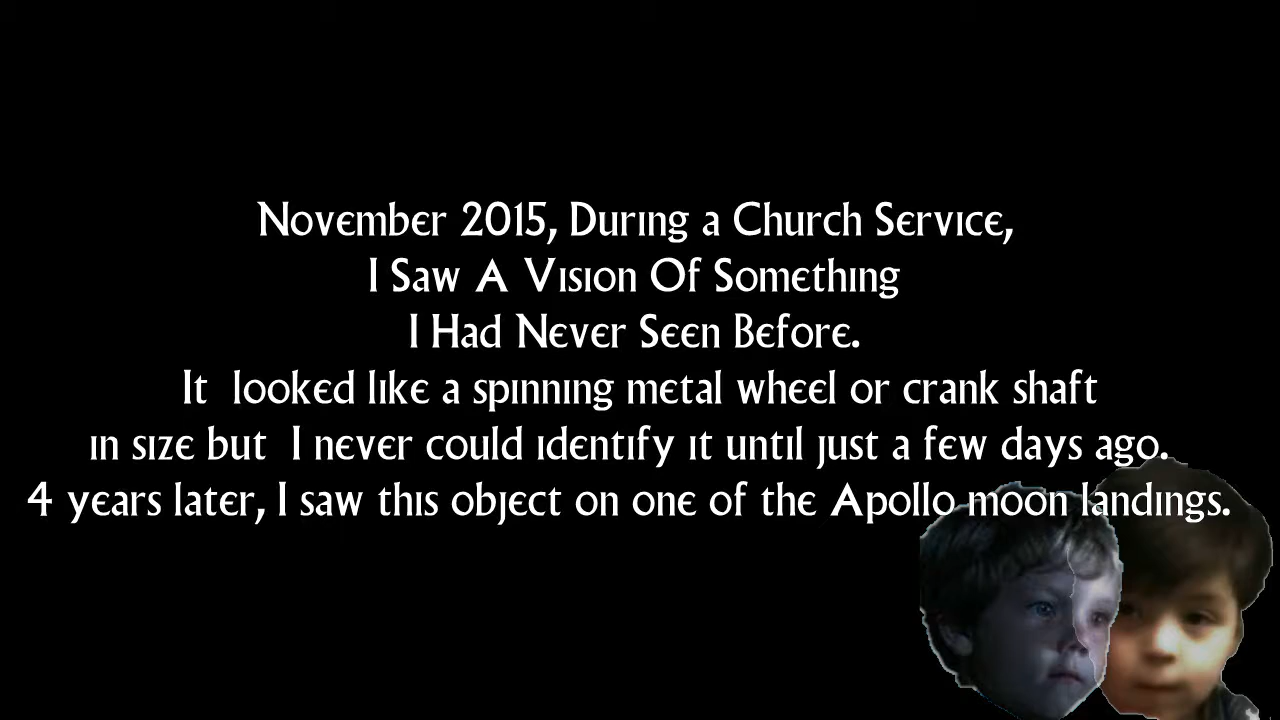 November 2015, During a Church Service,
I Saw A Vision Of Something
I Had Never Seen Before.
It looked like a spinning metal wheel or crank shaft
in size but I never could identify it until just a few days ago.
4 years later, I saw this object on one of the Apollo moon landings.